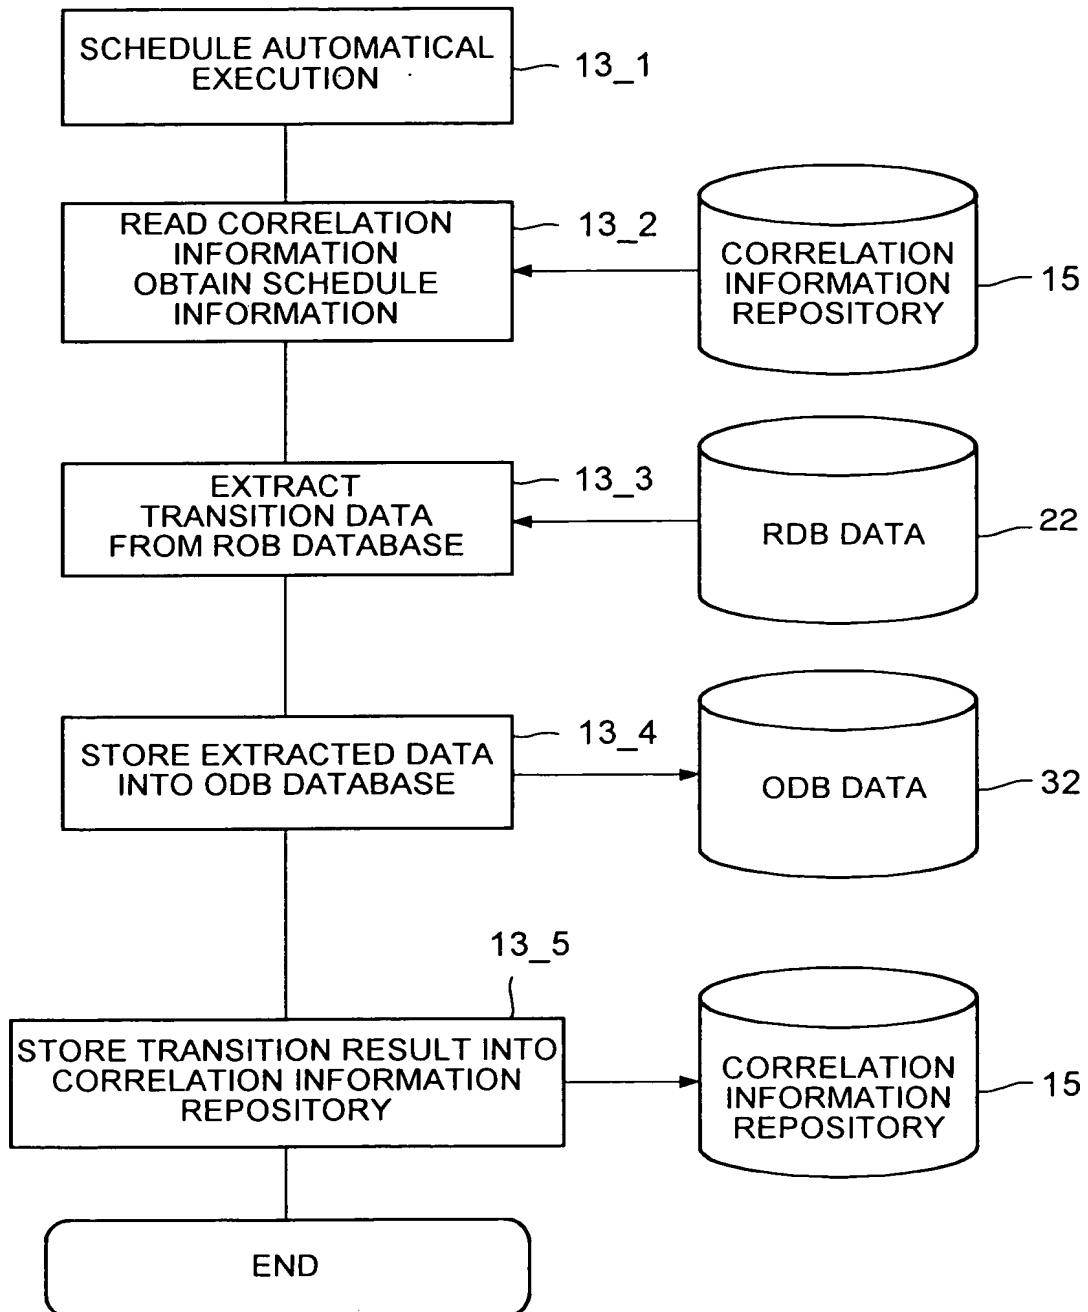 SCHEDULE AUTOMATICAL
EXECUTION
13_1
READ CORRELATION
INFORMATION
OBTAIN SCHEDULE
INFORMATION
13_2
CORRELATION
INFORMATION
REPOSITORY
15
EXTRACT
TRANSITION DATA
FROM ROB DATABASE
13_3
RDB DATA
22
STORE EXTRACTED DATA
INTO ODB DATABASE
13_4
ODB DATA
32
13_5
STORE TRANSITION RESULT INTO
CORRELATION INFORMATION
REPOSITORY
CORRELATION
INFORMATION
REPOSITORY
15
END